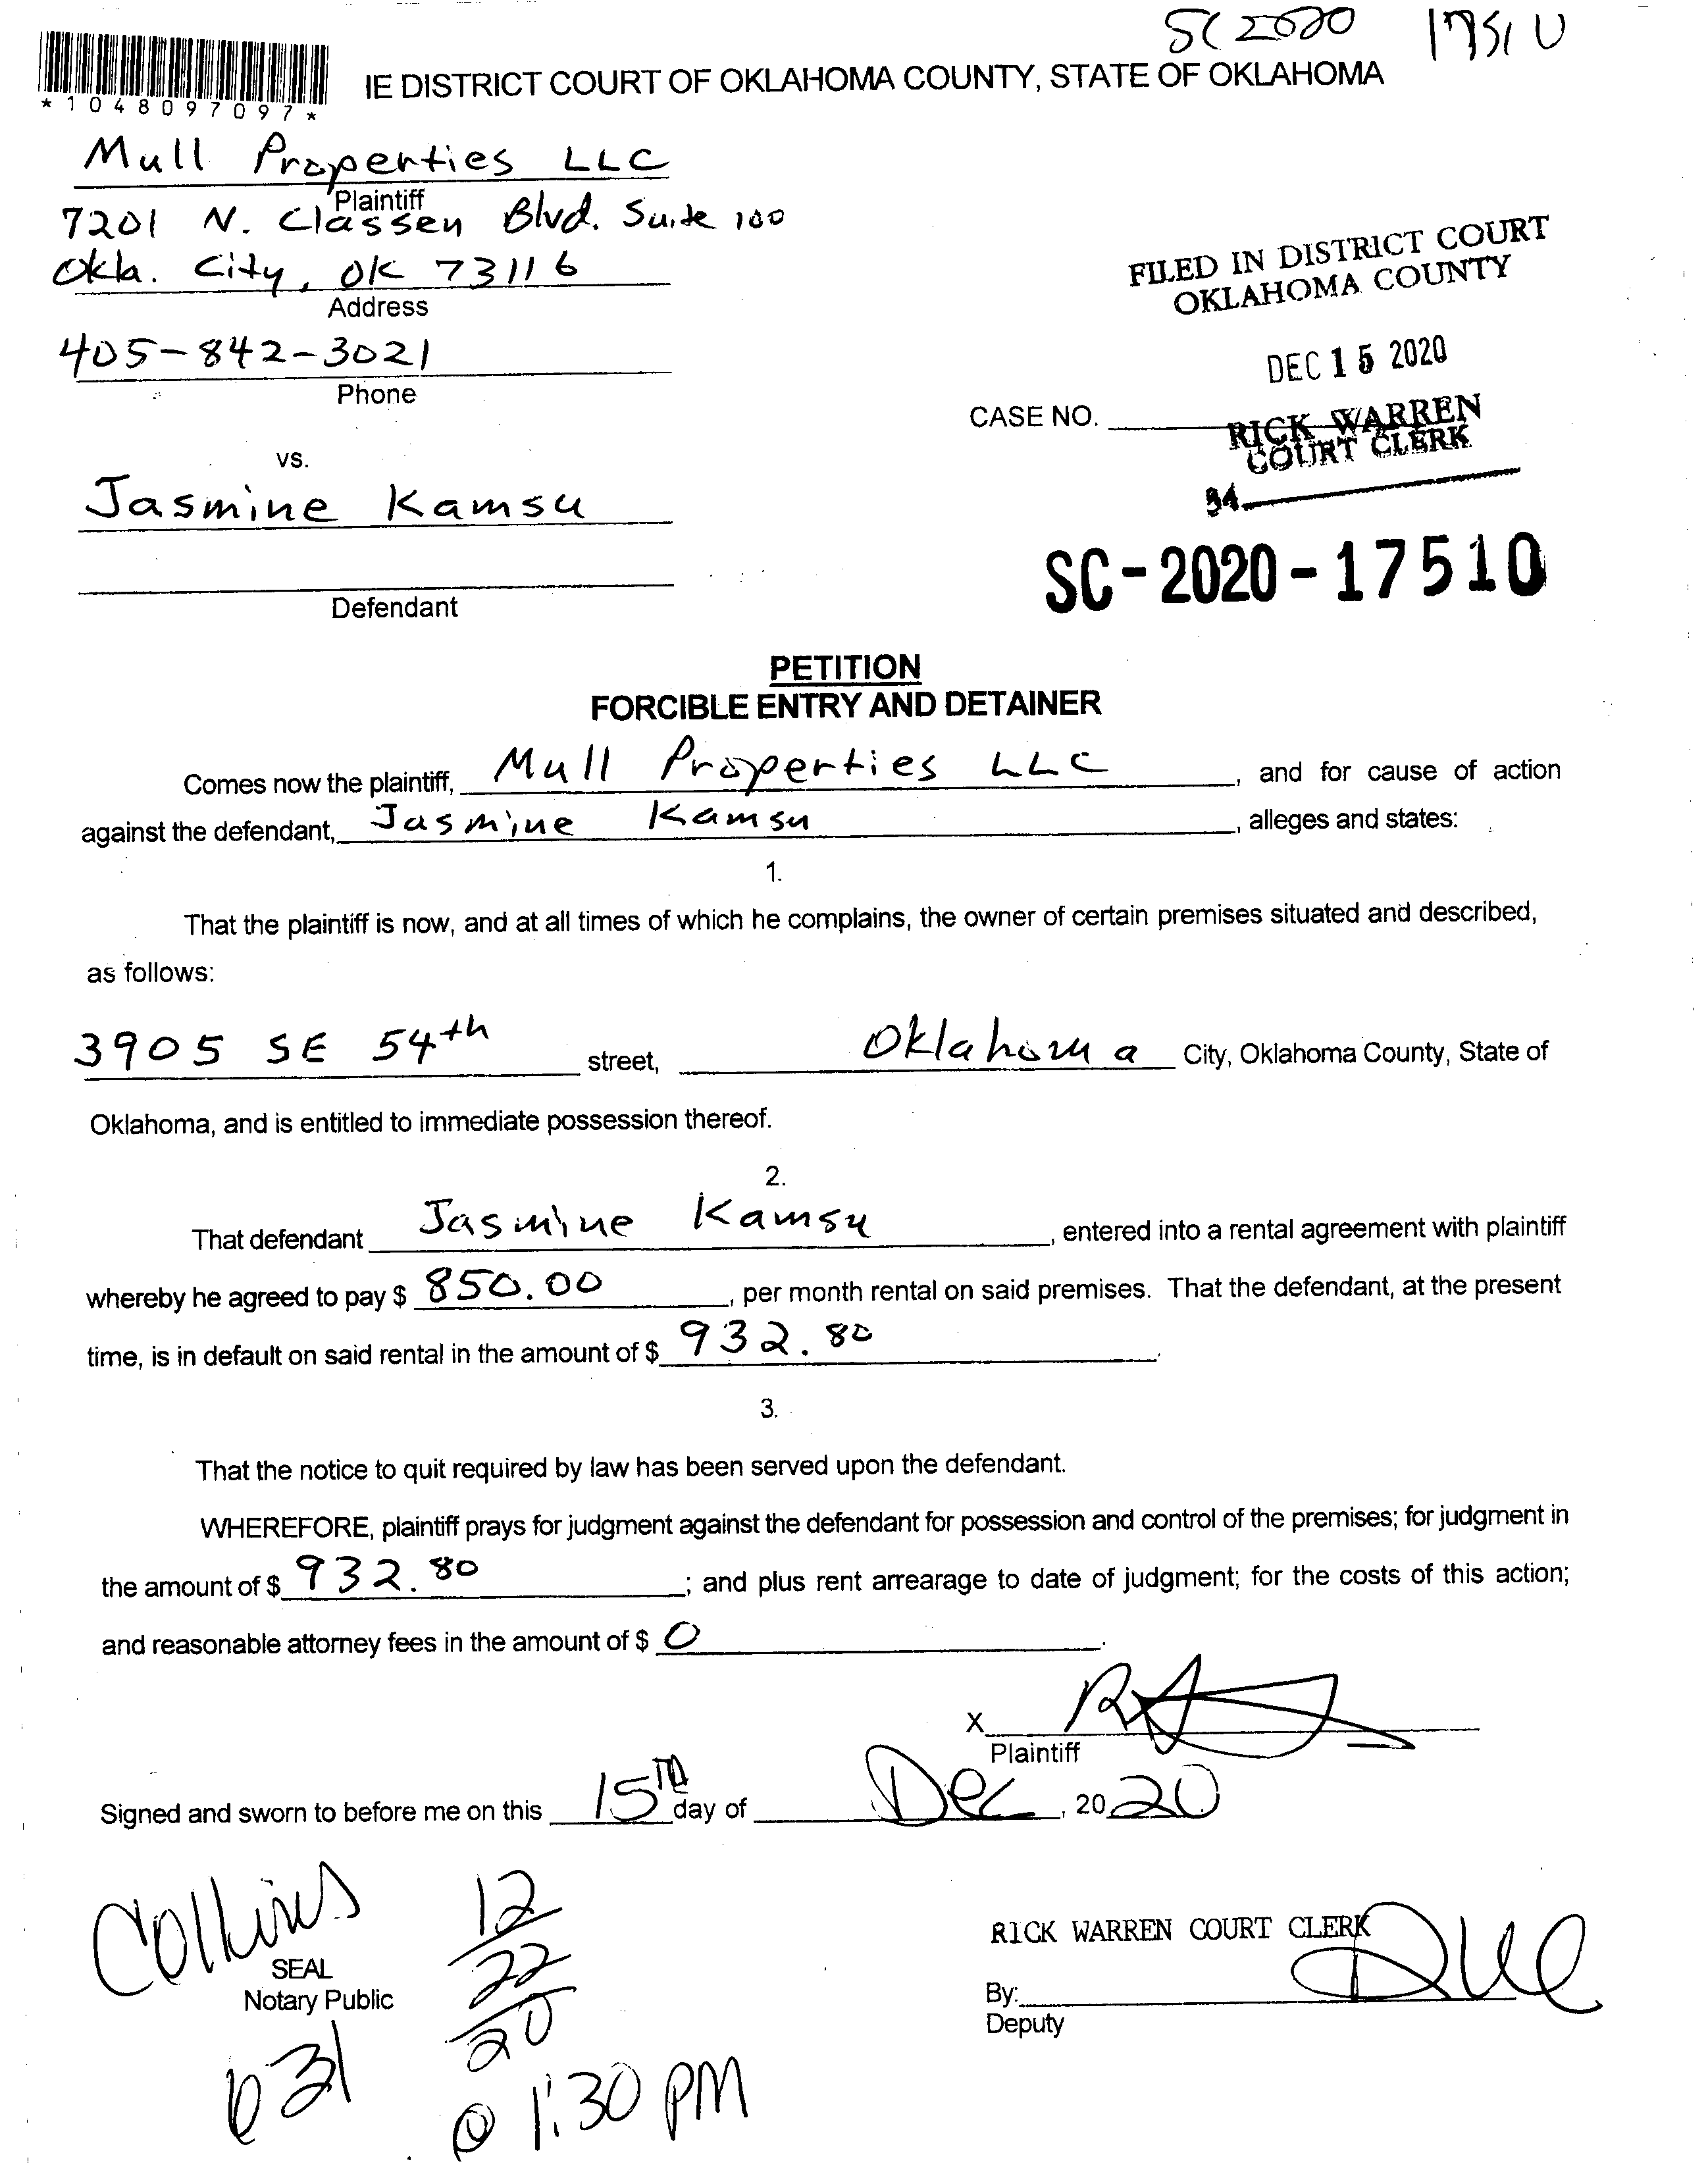 SC 2020 17510
*1048097097*
IE DISTRICT COURT OF OKLAHOMA COUNTY, STATE OF OKLAHOMA
Mull Properties LLC
Plaintiff
7201 N. Classen Blvd. Suite 100
Okla. City, OK 73116
Address
405-842-3021
Phone
FILED IN DISTRICT COURT
OKLAHOMA COUNTY
DEC 15 2020
CASE NO.
RICK WARREN
COURT CLERK
34
vs.
Jasmine Kamsu
Defendant
SC-2020-17510
PETITION
FORCIBLE ENTRY AND DETAINER
Comes now the plaintiff, Mull Properties LLC, and for cause of action
against the defendant, Jasmine Kamsu, alleges and states:
1.
That the plaintiff is now, and at all times of which he complains, the owner of certain premises situated and described,
as follows:
3905 SE 54th street, Oklahoma City, Oklahoma County, State of
Oklahoma, and is entitled to immediate possession thereof.
2.
That defendant Jasmine Kamsu, entered into a rental agreement with plaintiff
whereby he agreed to pay $ 850.00, per month rental on said premises. That the defendant, at the present
time, is in default on said rental in the amount of $ 932.80.
3.
That the notice to quit required by law has been served upon the defendant.
WHEREFORE, plaintiff prays for judgment against the defendant for possession and control of the premises; for judgment in
the amount of $ 932.80; and plus rent arrearage to date of judgment; for the costs of this action;
and reasonable attorney fees in the amount of $ 0.
X
Plaintiff
Signed and sworn to before me on this 15TH day of Dec, 2020
Collins
SEAL
Notary Public
12
22
20
@ 1:30 PM
RICK WARREN COURT CLERK
By:
Deputy